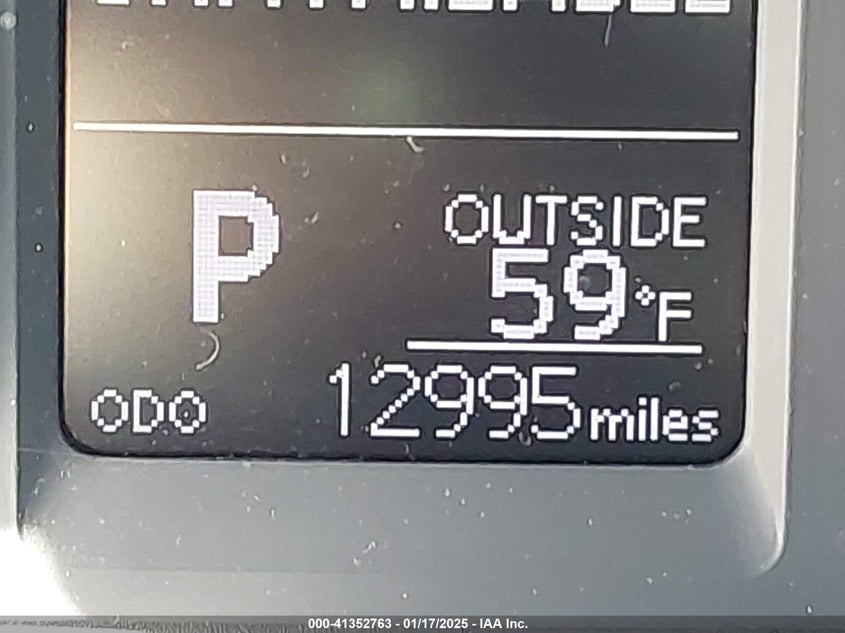 P
OUTSIDE
59°F
ODO 12995 miles
000-41352763 - 01/17/2025 - IAA Inc.